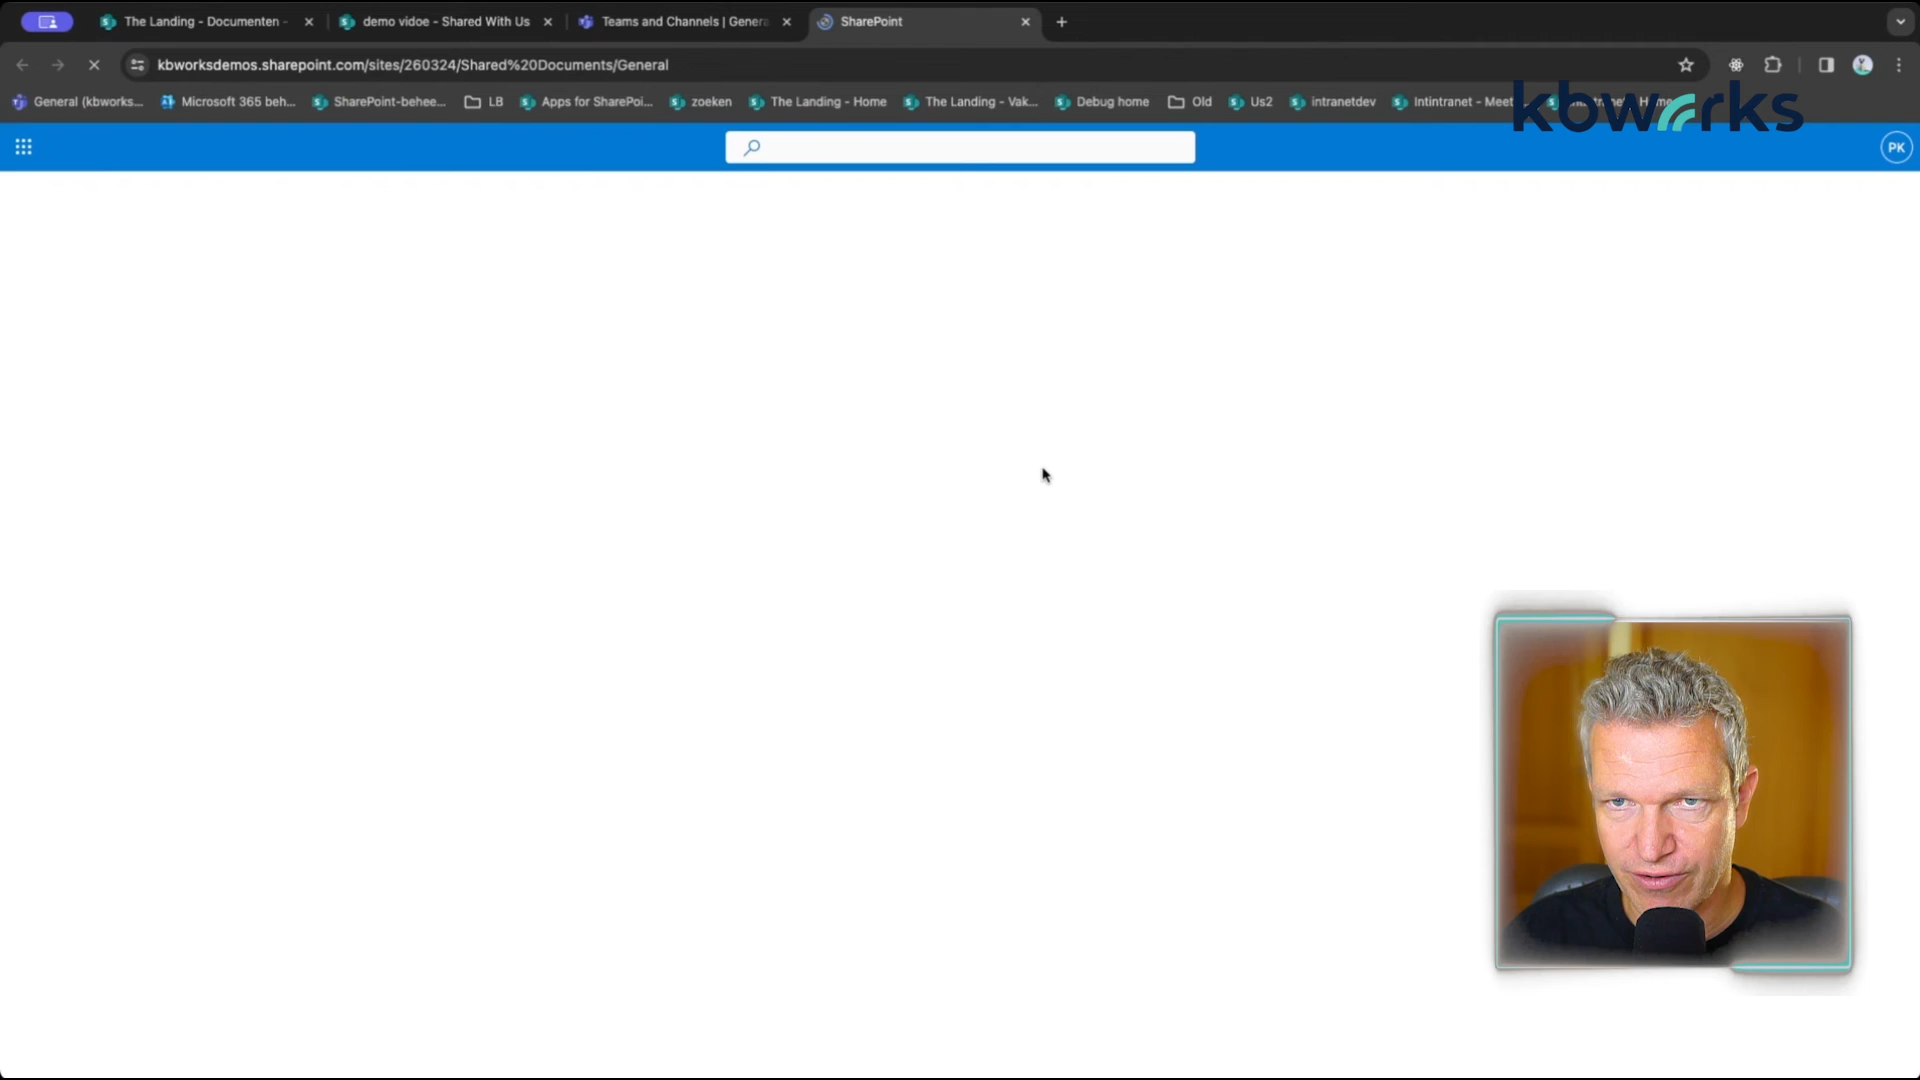 The Landing - Documenten -
demo vidoe - Shared With Us
Teams and Channels | Genera
SharePoint
kbworksdemos.sharepoint.com/sites/260324/Shared%20Documents/General
General (kbworks...
Microsoft 365 beh...
SharePoint-behee...
LB
Apps for SharePoi...
zoeken
The Landing - Home
The Landing - Vak...
Debug home
Old
Us2
intranetdev
Intintranet - Meet
kbworks
PK